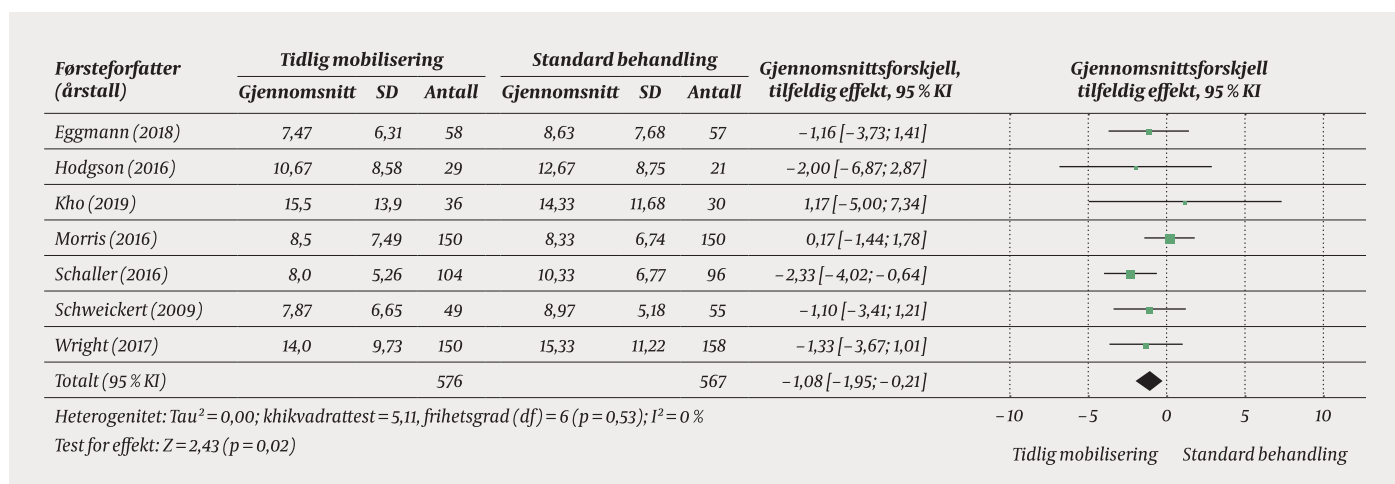 Førsteforfatter (årstall) Tidlig mobilisering Standard behandling Gjennomsnittsforskjell, tilfeldig effekt, 95 % KI Gjennomsnittsforskjell tilfeldig effekt, 95 % KI
Gjennomsnitt SD Antall Gjennomsnitt SD Antall
Eggmann (2018) 7,47 6,31 58 8,63 7,68 57 −1,16 [−3,73; 1,41]
Hodgson (2016) 10,67 8,58 29 12,67 8,75 21 −2,00 [−6,87; 2,87]
Kho (2019) 15,5 13,9 36 14,33 11,68 30 1,17 [−5,00; 7,34]
Morris (2016) 8,5 7,49 150 8,33 6,74 150 0,17 [−1,44; 1,78]
Schaller (2016) 8,0 5,26 104 10,33 6,77 96 −2,33 [−4,02; −0,64]
Schweickert (2009) 7,87 6,65 49 8,97 5,18 55 −1,10 [−3,41; 1,21]
Wright (2017) 14,0 9,73 150 15,33 11,22 158 −1,33 [−3,67; 1,01]
Totalt (95 % KI) 576 567 −1,08 [−1,95; −0,21]
Heterogenitet: Tau² = 0,00; khikvadrattest = 5,11, frihetsgrad (df) = 6 (p = 0,53); I² = 0 % −10 −5 0 5 10
Test for effekt: Z = 2,43 (p = 0,02)
Tidlig mobilisering Standard behandling